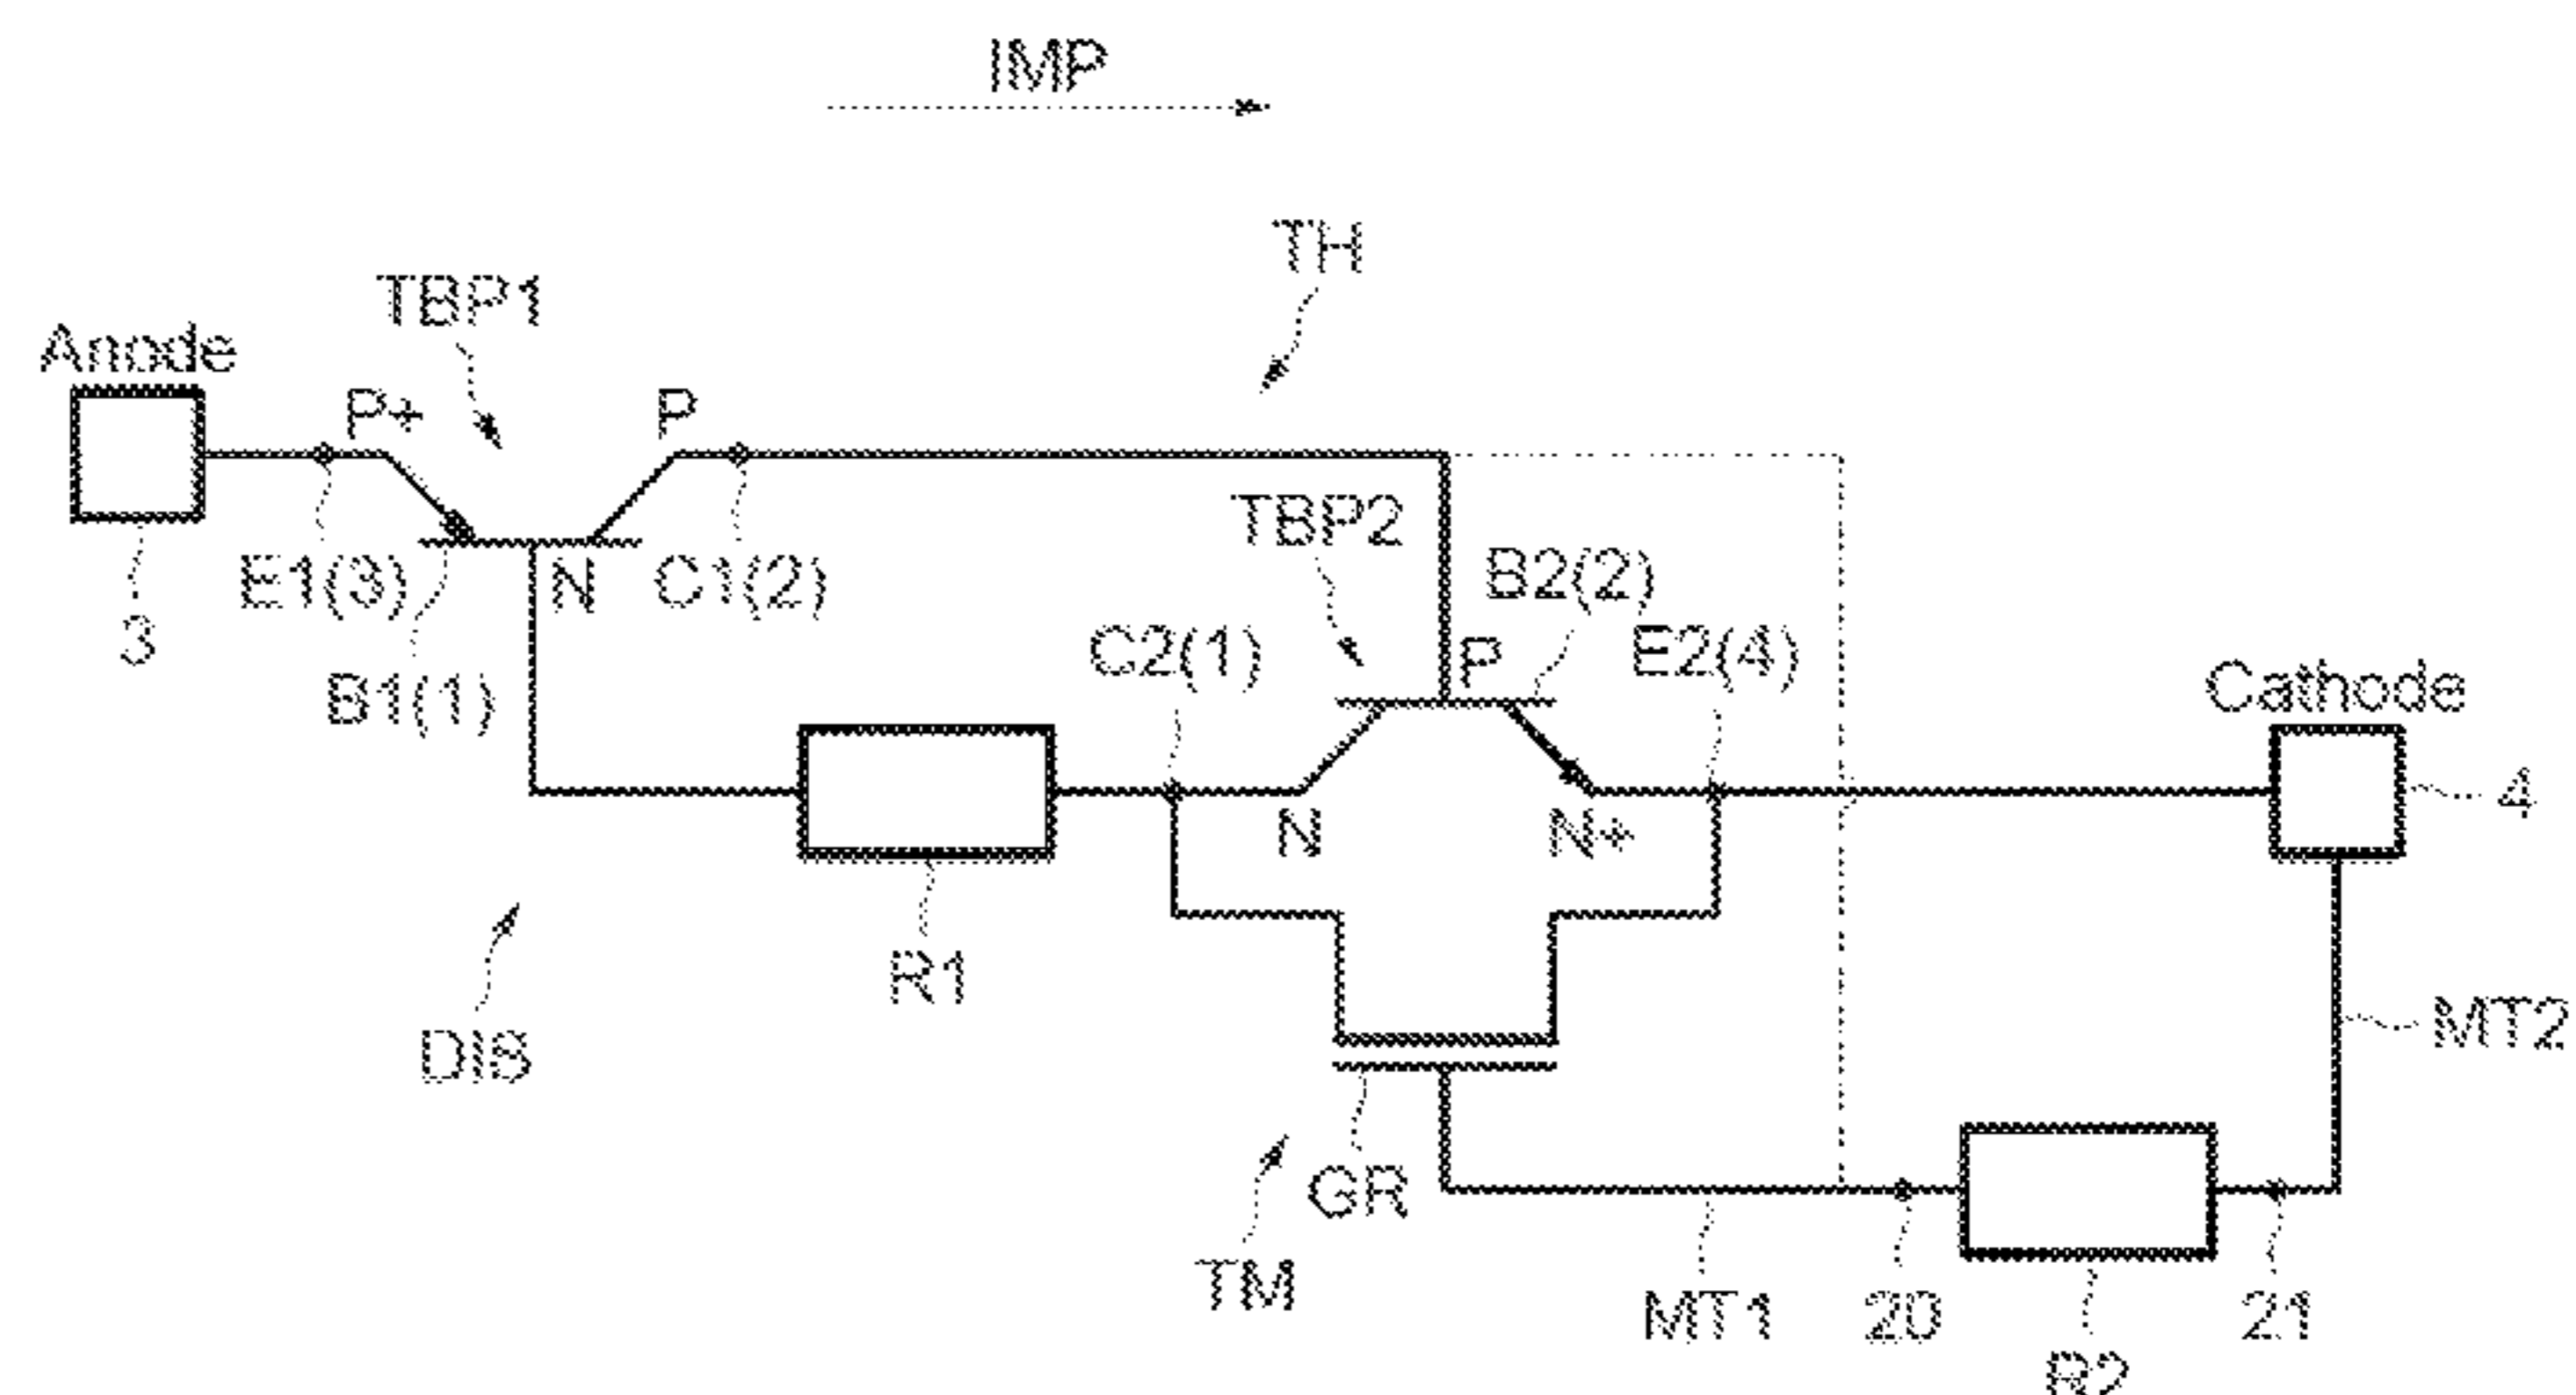 IMP
TH
TBP1
Anode
P+
P
TBP2
B2(2)
E1(3)
N
C1(2)
3
C2(1)
P
E2(4)
B1(1)
Cathode
4
N
N+
R1
DIS
MT2
GR
TM
MT1
20
21
R2